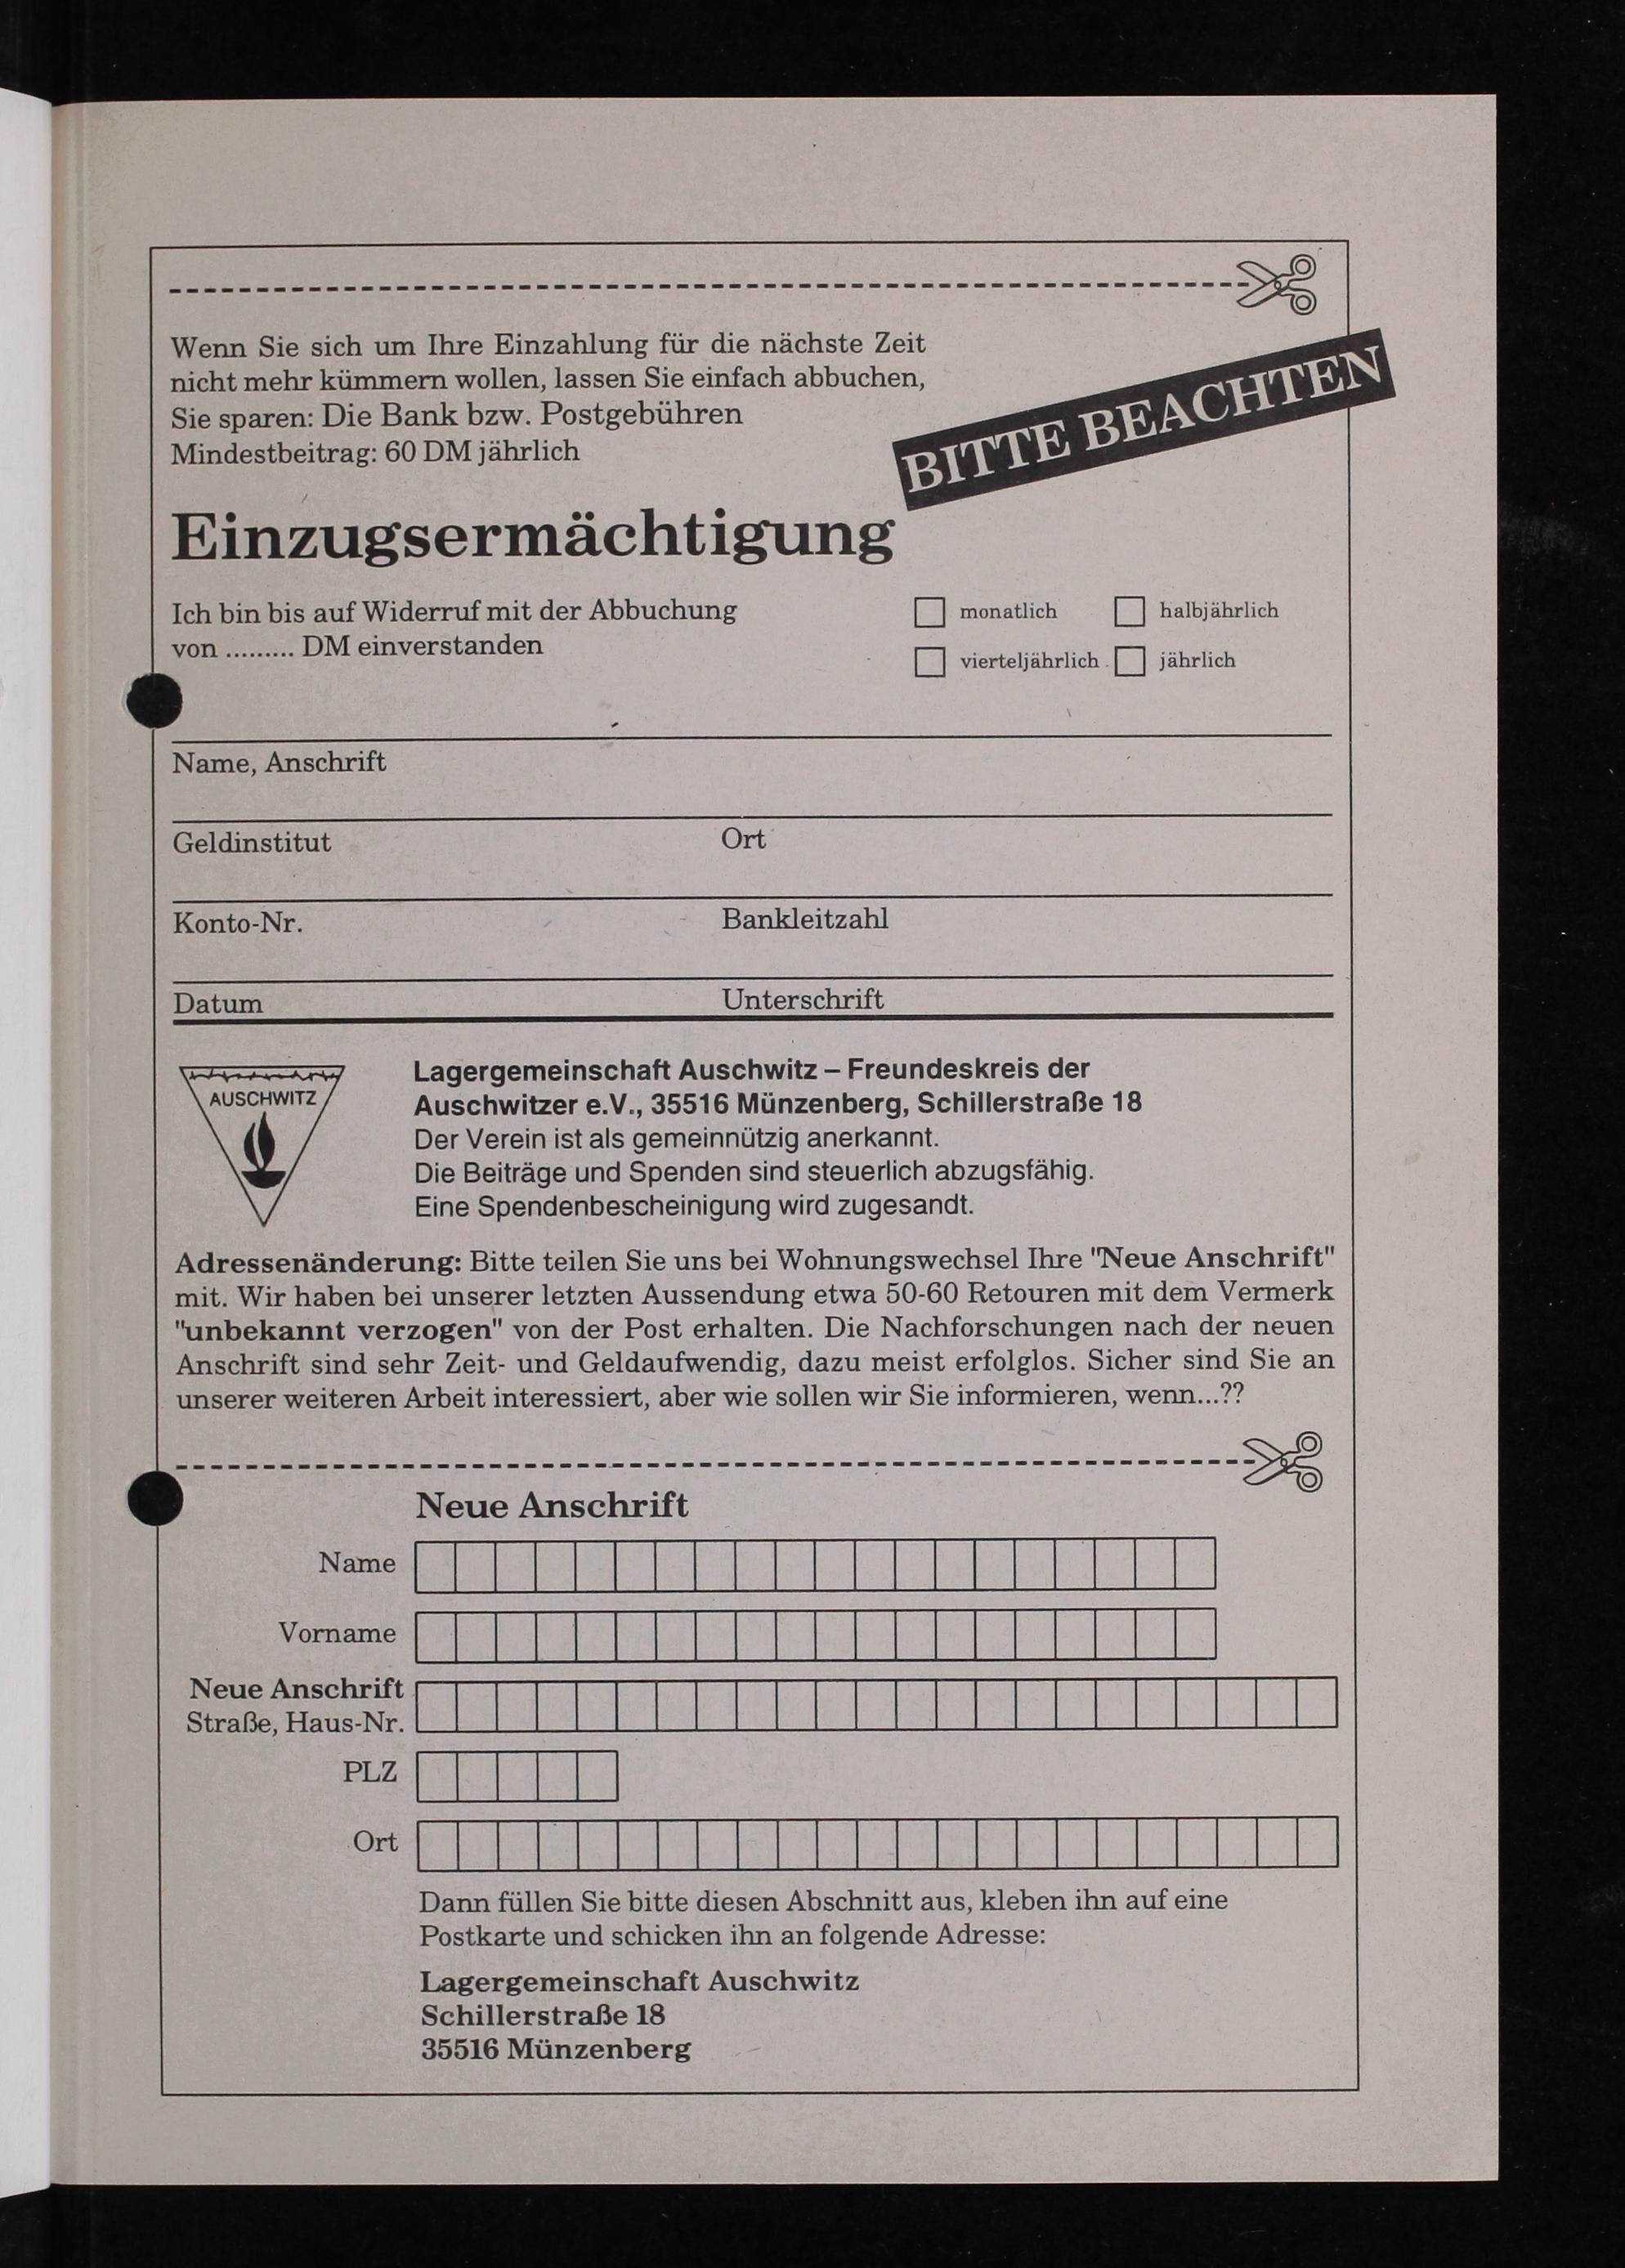 Wenn Sie sich um Ihre Einzahlung für die nächste Zeit
nicht mehr kümmern wollen, lassen Sie einfach abbuchen,
Sie sparen: Die Bank bzw. Postgebühren
Mindestbeitrag: 60 DM jährlich
BITTE BEACHTEN
Einzugsermächtigung
Ich bin bis auf Widerruf mit der Abbuchung
von ......... DM einverstanden
monatlich halbjährlich
vierteljährlich jährlich
Name, Anschrift
Geldinstitut Ort
Konto-Nr. Bankleitzahl
Datum Unterschrift
AUSCHWITZ
Lagergemeinschaft Auschwitz – Freundeskreis der
Auschwitzer e.V., 35516 Münzenberg, Schillerstraße 18
Der Verein ist als gemeinnützig anerkannt.
Die Beiträge und Spenden sind steuerlich abzugsfähig.
Eine Spendenbescheinigung wird zugesandt.
Adressenänderung: Bitte teilen Sie uns bei Wohnungswechsel Ihre "Neue Anschrift"
mit. Wir haben bei unserer letzten Aussendung etwa 50-60 Retouren mit dem Vermerk
"unbekannt verzogen" von der Post erhalten. Die Nachforschungen nach der neuen
Anschrift sind sehr Zeit- und Geldaufwendig, dazu meist erfolglos. Sicher sind Sie an
unserer weiteren Arbeit interessiert, aber wie sollen wir Sie informieren, wenn...??
Neue Anschrift
Name
Vorname
Neue Anschrift
Straße, Haus-Nr.
PLZ
Ort
Dann füllen Sie bitte diesen Abschnitt aus, kleben ihn auf eine
Postkarte und schicken ihn an folgende Adresse:
Lagergemeinschaft Auschwitz
Schillerstraße 18
35516 Münzenberg